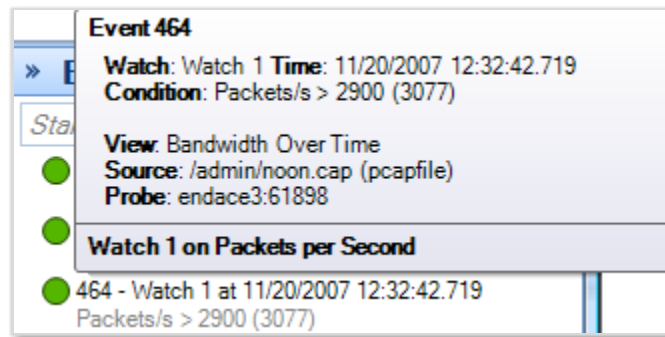 Event 464
Watch: Watch 1 Time: 11/20/2007 12:32:42.719
Condition: Packets/s > 2900 (3077)
View: Bandwidth Over Time
Source: /admin/noon.cap (pcapfile)
Probe: endace3:61898
Watch 1 on Packets per Second
464 - Watch 1 at 11/20/2007 12:32:42.719
Packets/s > 2900 (3077)